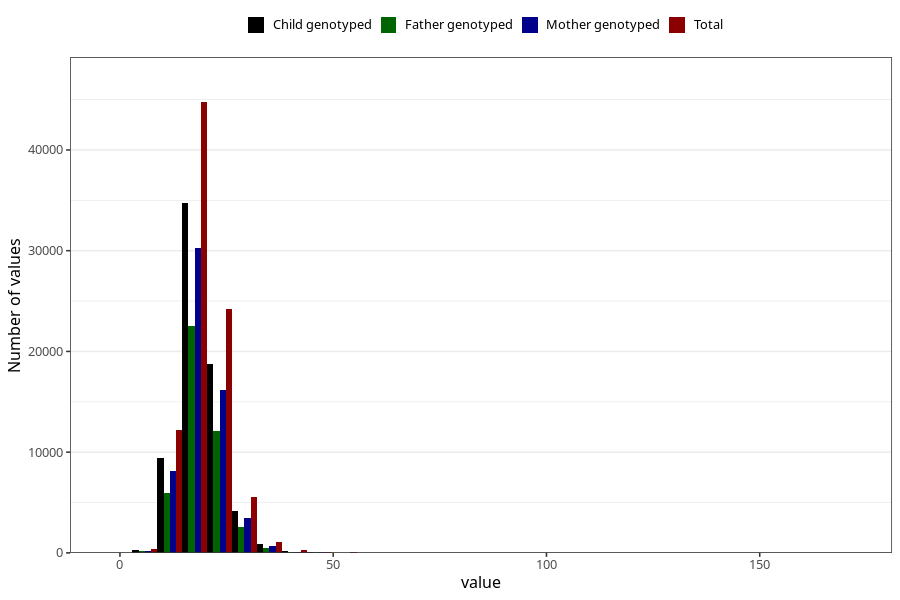 Child genotyped Father genotyped Mother genotyped Total
Number of values
40000
30000
20000
10000
0
0 50 100 150
value